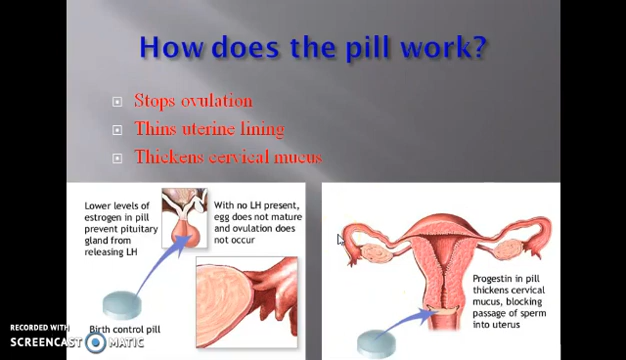 How does the pill work?
Stops ovulation
Thins uterine lining
Thickens cervical mucus
Lower levels of
estrogen in pill
prevent pituitary
gland from
releasing LH
With no LH present,
egg does not mature
and ovulation does
not occur
Birth control pill
Progestin in pill
thickens cervical
mucus, blocking
passage of sperm
into uterus
RECORDED WITH
SCREENCAST MATIC